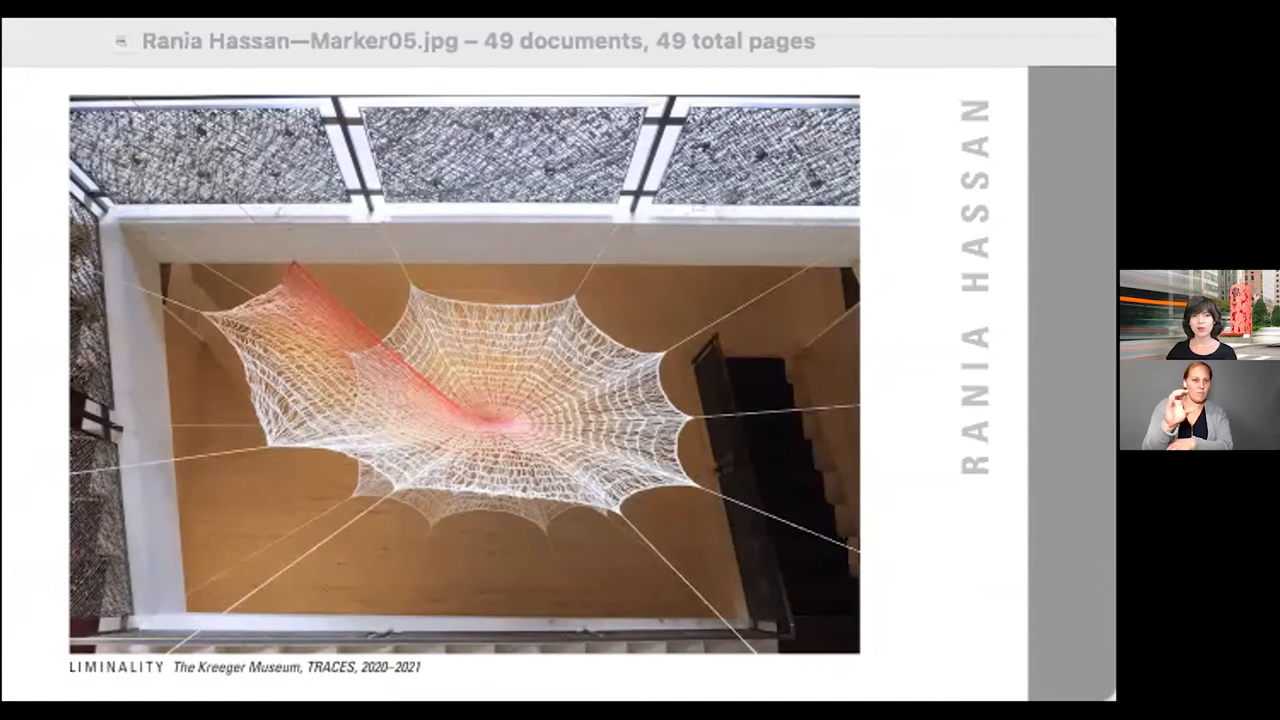 Rania Hassan—Marker05.jpg – 49 documents, 49 total pages
RANIA HASSAN
LIMINALITY The Kreeger Museum, TRACES, 2020–2021